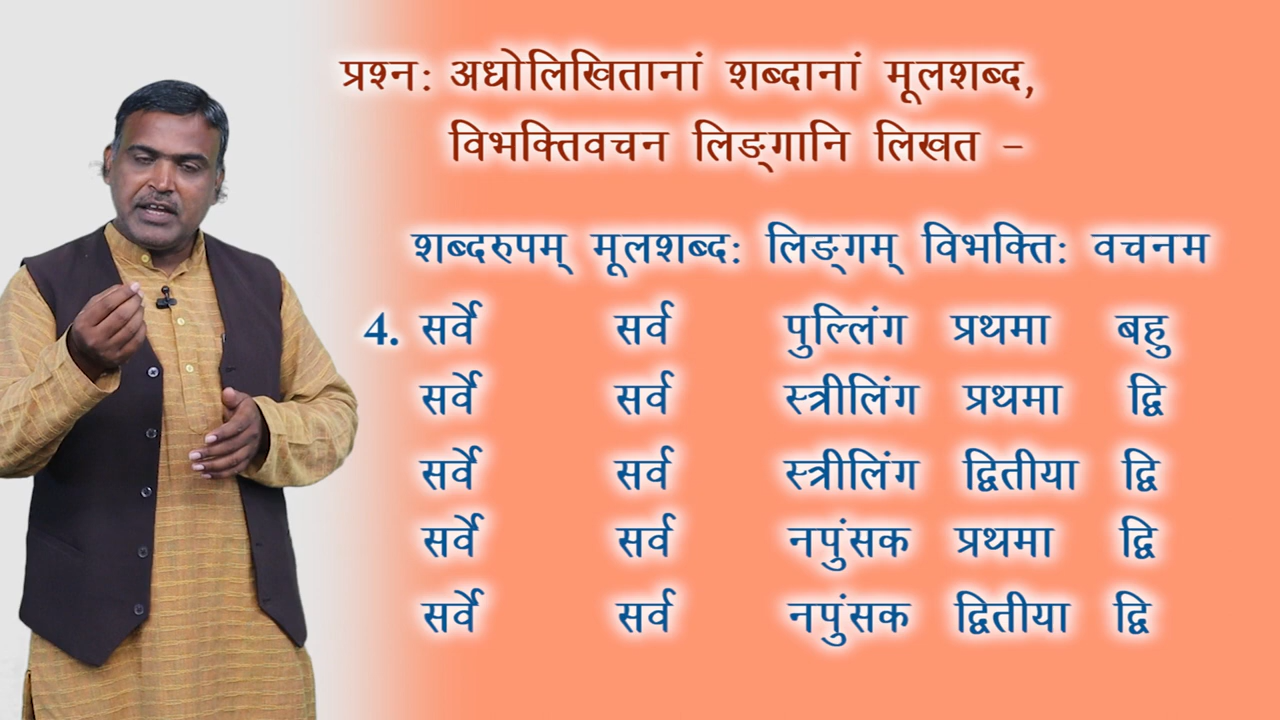 प्रश्न: अधोलिखितानां शब्दानां मूलशब्द,
विभक्तिवचन लिङ्गानि लिखत -
शब्दरुपम् मूलशब्द: लिङ्गम् विभक्ति: वचनम
4. सर्वे सर्व पुल्लिंग प्रथमा बहु
सर्वे सर्व स्त्रीलिंग प्रथमा द्वि
सर्वे सर्व स्त्रीलिंग द्वितीया द्वि
सर्वे सर्व नपुंसक प्रथमा द्वि
सर्वे सर्व नपुंसक द्वितीया द्वि